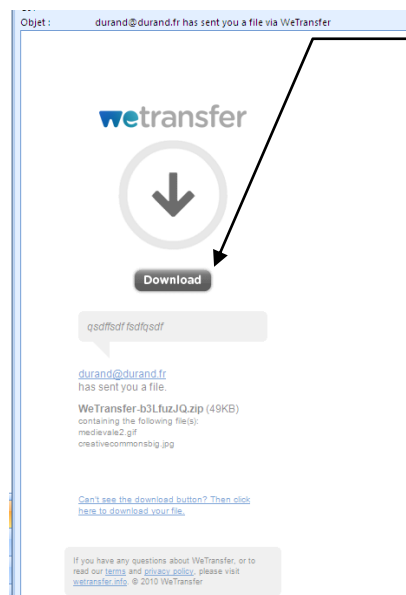 Objet : durand@durand.fr has sent you a file via WeTransfer
wetransfer
Download
qsdffsdf fsdfqsdf
durand@durand.fr
has sent you a file.
WeTransfer-b3LfuzJQ.zip (49KB)
containing the following file(s):
medievale2.gif
creativecommonsbig.jpg
Can't see the download button? Then click
here to download your file.
If you have any questions about WeTransfer, or to
read our terms and privacy policy, please visit
wetransfer.info. © 2010 WeTransfer